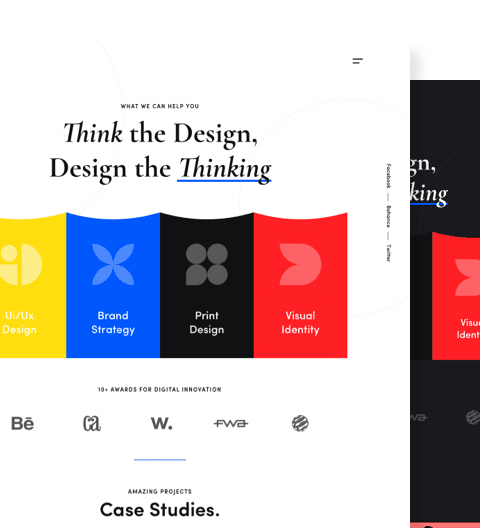 WHAT WE CAN HELP YOU
Think the Design,
Design the Thinking
Facebook — Behance — Twitter
Ui/Ux
Design
Brand
Strategy
Print
Design
Visual
Identity
10+ AWARDS FOR DIGITAL INNOVATION
Bē
W.
FWA
AMAZING PROJECTS
Case Studies.
gn,
king
Visu
Ident